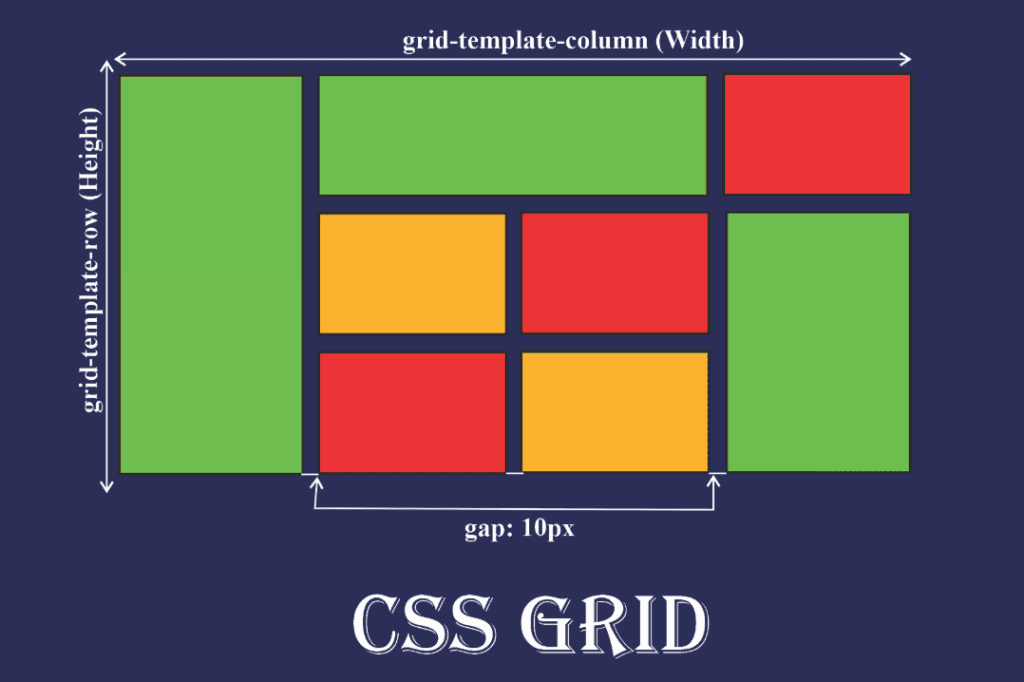 grid-template-column (Width)
grid-template-row (Height)
gap: 10px
CSS GRID